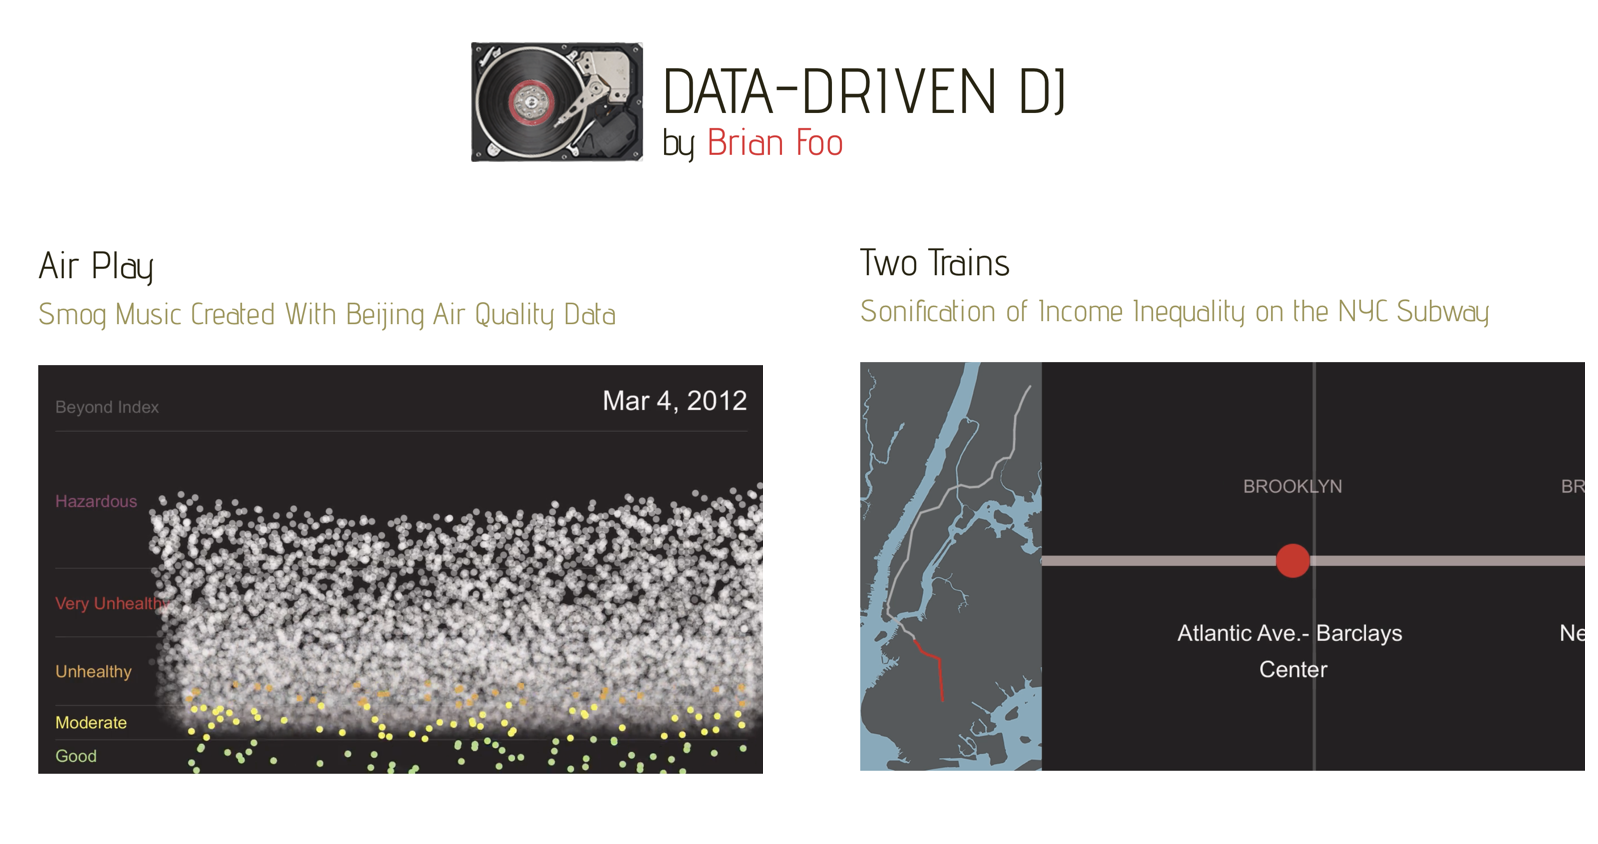 DATA-DRIVEN DJ
by Brian Foo
Air Play
Smog Music Created With Beijing Air Quality Data
Beyond Index
Mar 4, 2012
Hazardous
Very Unhealthy
Unhealthy
Moderate
Good
Two Trains
Sonification of Income Inequality on the NYC Subway
BROOKLYN
BR
Atlantic Ave.- Barclays
Center
Ne